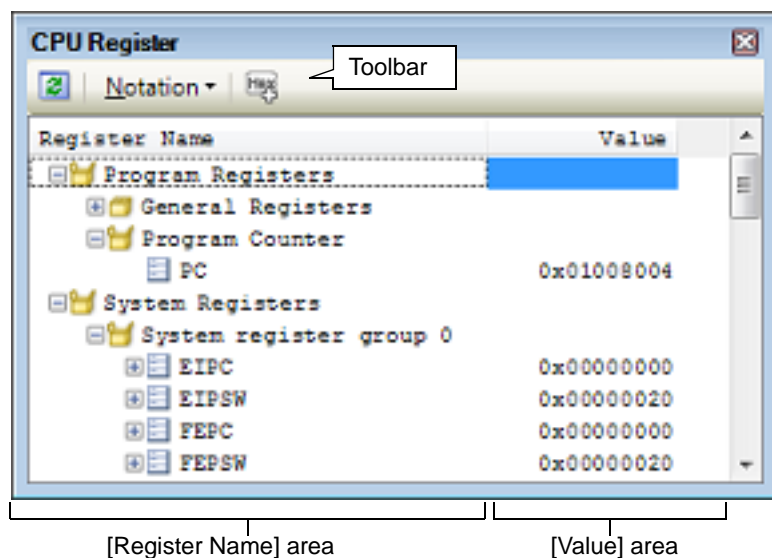 CPU Register
Toolbar
Notation
Hex
Register Name Value
Program Registers
General Registers
Program Counter
PC 0x01008004
System Registers
System register group 0
EIPC 0x00000000
EIPSW 0x00000020
FEPC 0x00000000
FEPSW 0x00000020
[Register Name] area [Value] area